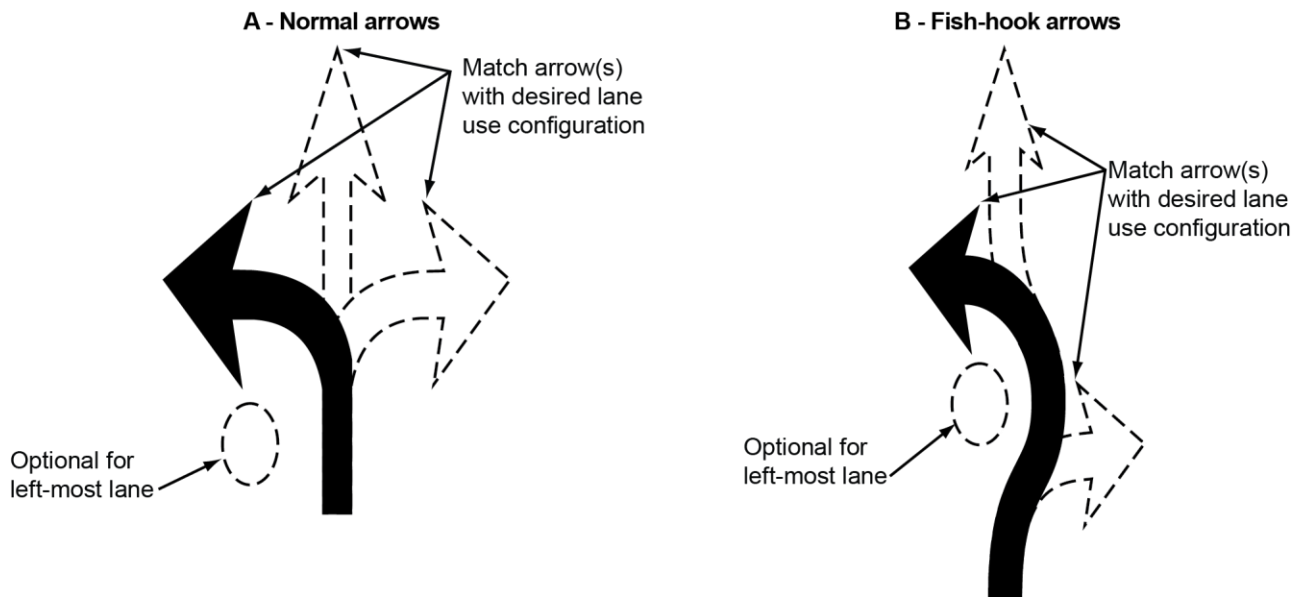 A - Normal arrows
Match arrow(s)
with desired lane
use configuration
Optional for
left-most lane
B - Fish-hook arrows
Match arrow(s)
with desired lane
use configuration
Optional for
left-most lane